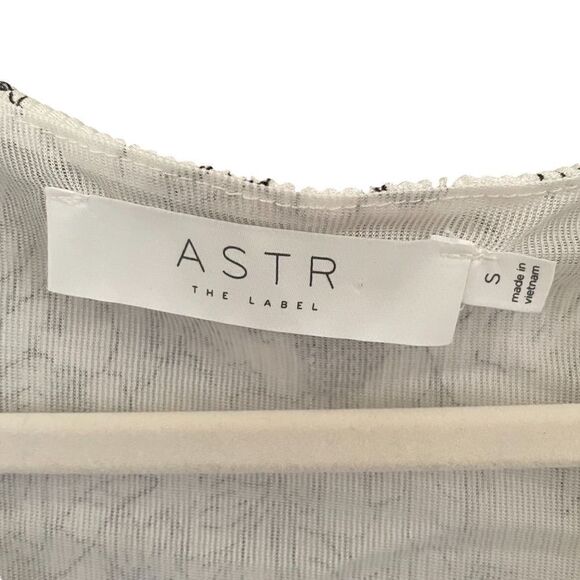 ASTR
THE LABEL
S
made in
vietnam